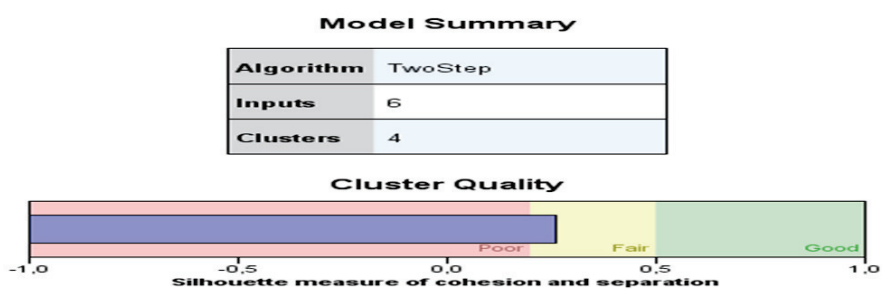 Model Summary
Algorithm TwoStep
Inputs 6
Clusters 4
Cluster Quality
Poor Fair Good
-1,0 -0,5 0,0 0,5 1,0
Silhouette measure of cohesion and separation